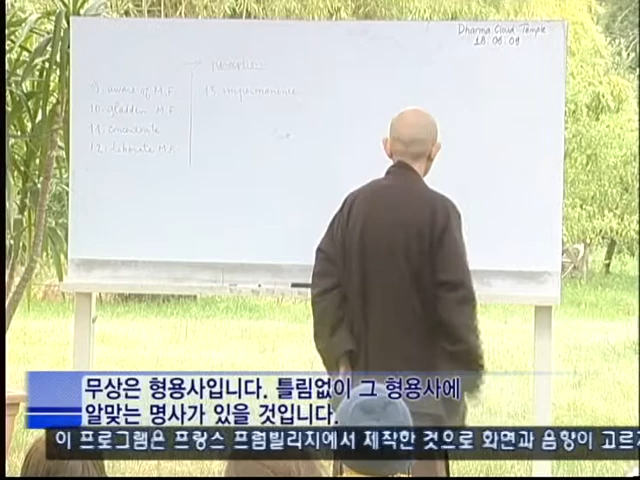 Dharma Cloud Temple
18.06.09
9. aware of M.F
10. gladden M.F
11. concentrate
12. liberate M.F
13. impermanence
무상은 형용사입니다. 틀림없이 그 형용사에
알맞는 명사가 있을 것입니다.
이 프로그램은 프랑스 프럼빌리지에서 제작한 것으로 화면과 음향이 고르지